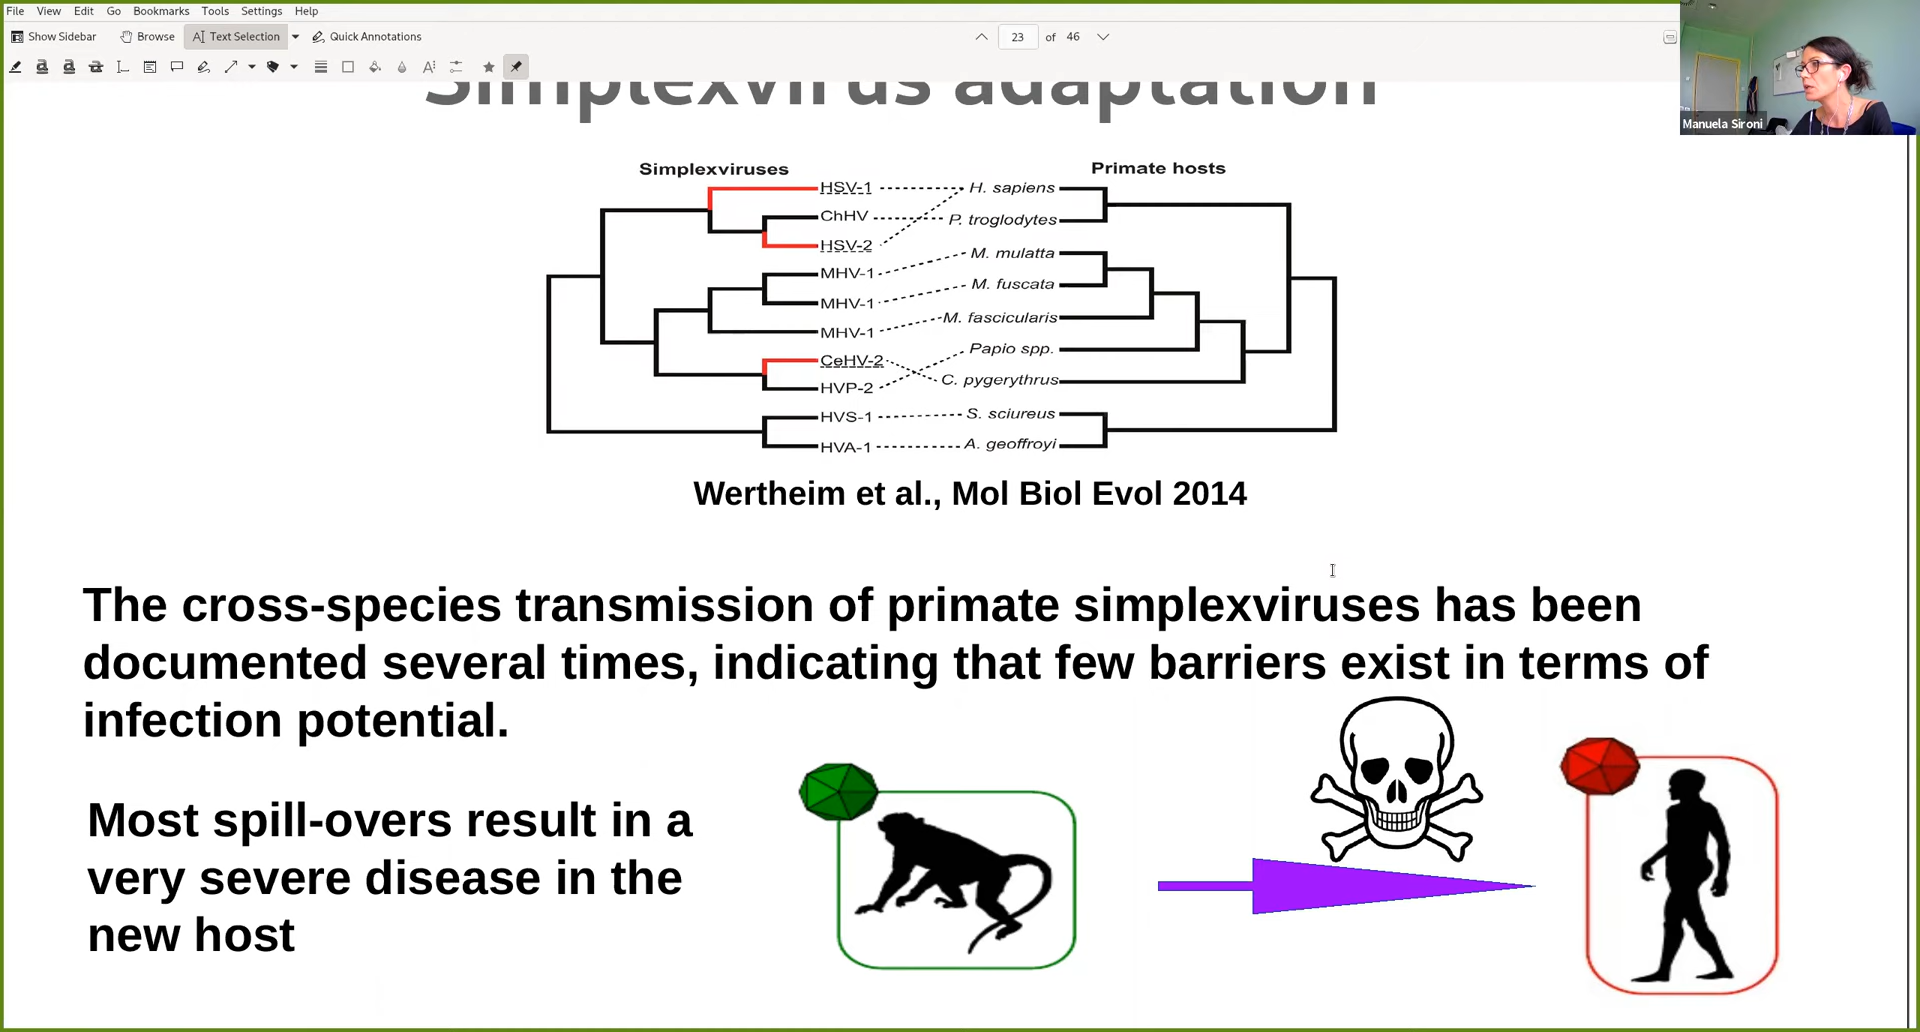 File View Edit Go Bookmarks Tools Settings Help
Show Sidebar Browse Text Selection Quick Annotations 23 of 46
Simplexvirus adaptation
Manuela Sironi
Simplexviruses Primate hosts
HSV-1 H. sapiens
ChHV P. troglodytes
HSV-2
MHV-1 M. mulatta
MHV-1 M. fuscata
MHV-1 M. fascicularis
CeHV-2 Papio spp.
HVP-2 C. pygerythrus
HVS-1 S. sciureus
HVA-1 A. geoffroyi
Wertheim et al., Mol Biol Evol 2014
The cross-species transmission of primate simplexviruses has been
documented several times, indicating that few barriers exist in terms of
infection potential.
Most spill-overs result in a
very severe disease in the
new host